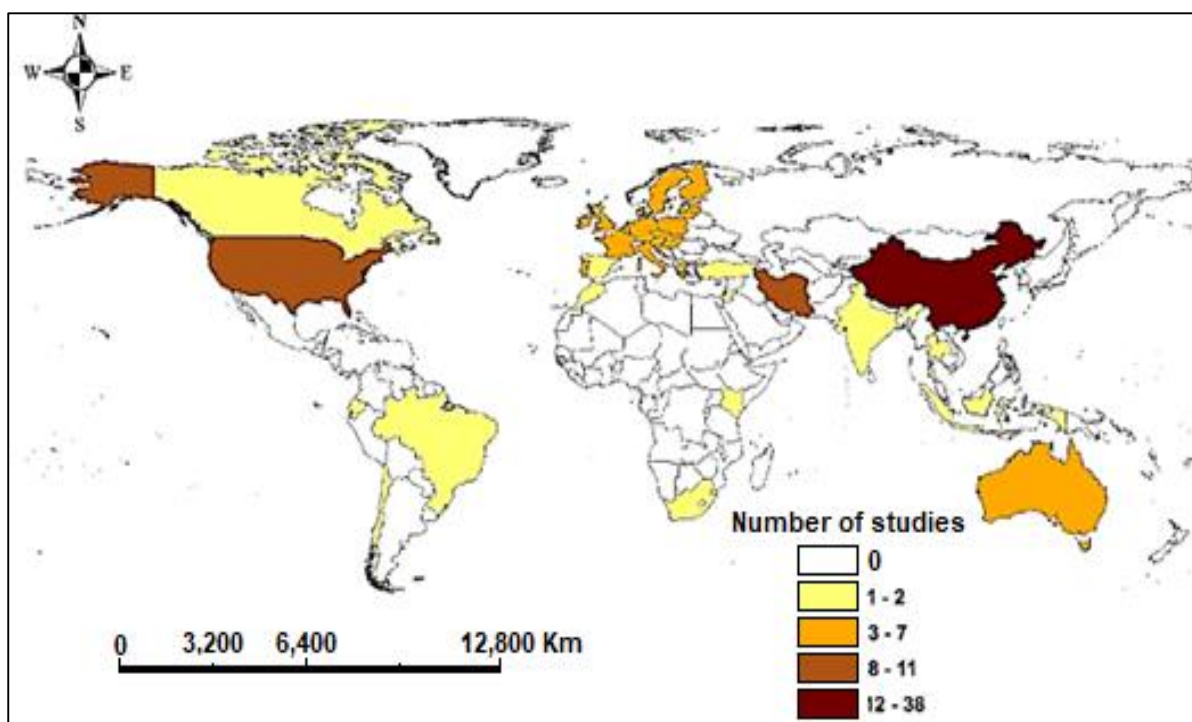 N
W E
S
Number of studies
0
1 - 2
3 - 7
8 - 11
12 - 38
0 3,200 6,400 12,800 Km